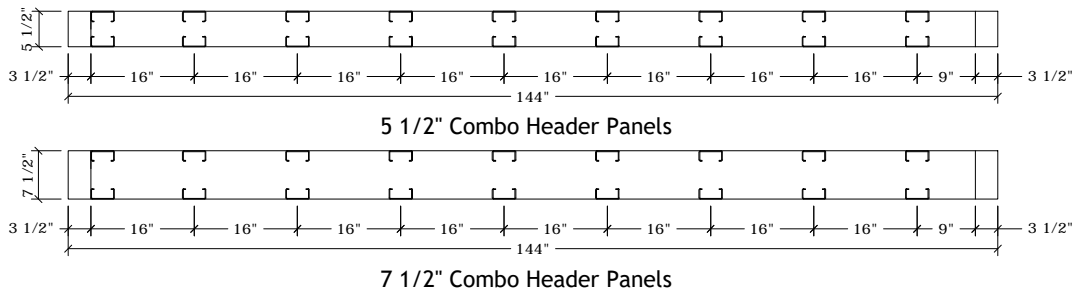 5 1/2"
3 1/2" 16" 16" 16" 16" 16" 16" 16" 16" 9" 3 1/2"
144"
5 1/2" Combo Header Panels
7 1/2"
3 1/2" 16" 16" 16" 16" 16" 16" 16" 16" 9" 3 1/2"
144"
7 1/2" Combo Header Panels